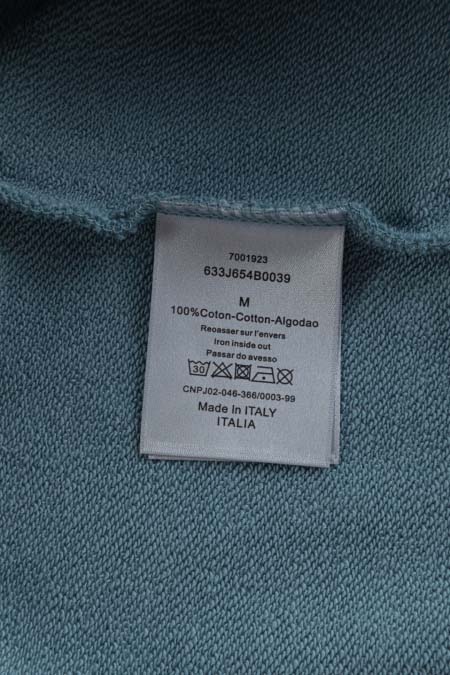 7001923
633J654B0039
M
100%Coton-Cotton-Algodao
Reoasser sur l'envers
Iron inside out
Passar do avesso
30
CNPJ02-046-366/0003-99
Made In ITALY
ITALIA